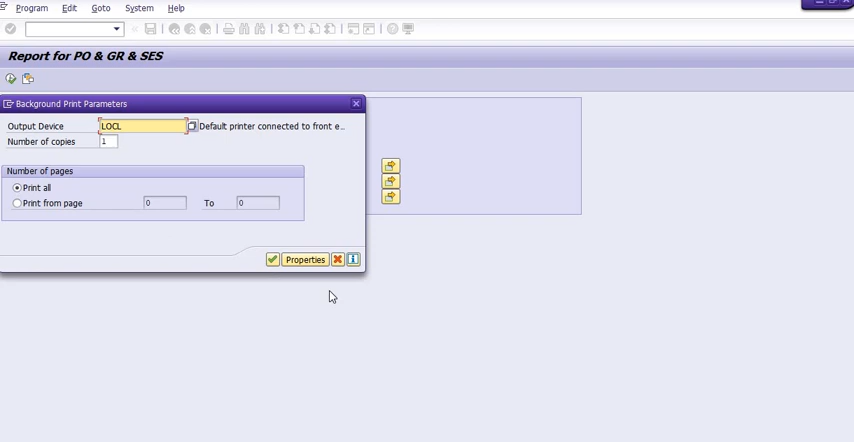 Program Edit Goto System Help
Report for PO & GR & SES
Background Print Parameters
Output Device LOCL Default printer connected to front e...
Number of copies 1
Number of pages
Print all
Print from page 0 To 0
Properties